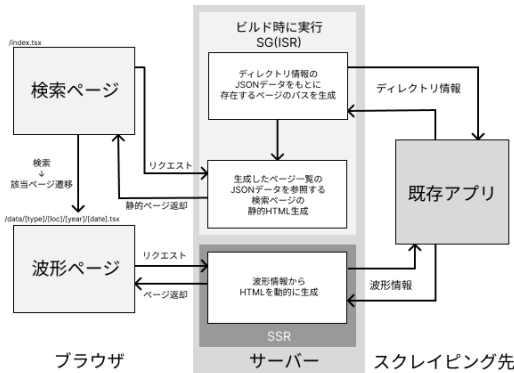 ビルド時に実行
SG(ISR)
/index.tsx
検索ページ
ディレクトリ情報の
JSONデータをもとに
存在するページのパスを生成
ディレクトリ情報
検索
↓
該当ページ遷移
リクエスト
静的ページ返却
生成したページ一覧の
JSONデータを参照する
検索ページの
静的HTML生成
既存アプリ
/data/[type]/[loc]/[year]/[date].tsx
波形ページ
リクエスト
ページ返却
波形情報から
HTMLを動的に生成
波形情報
SSR
ブラウザ
サーバー
スクレイピング先